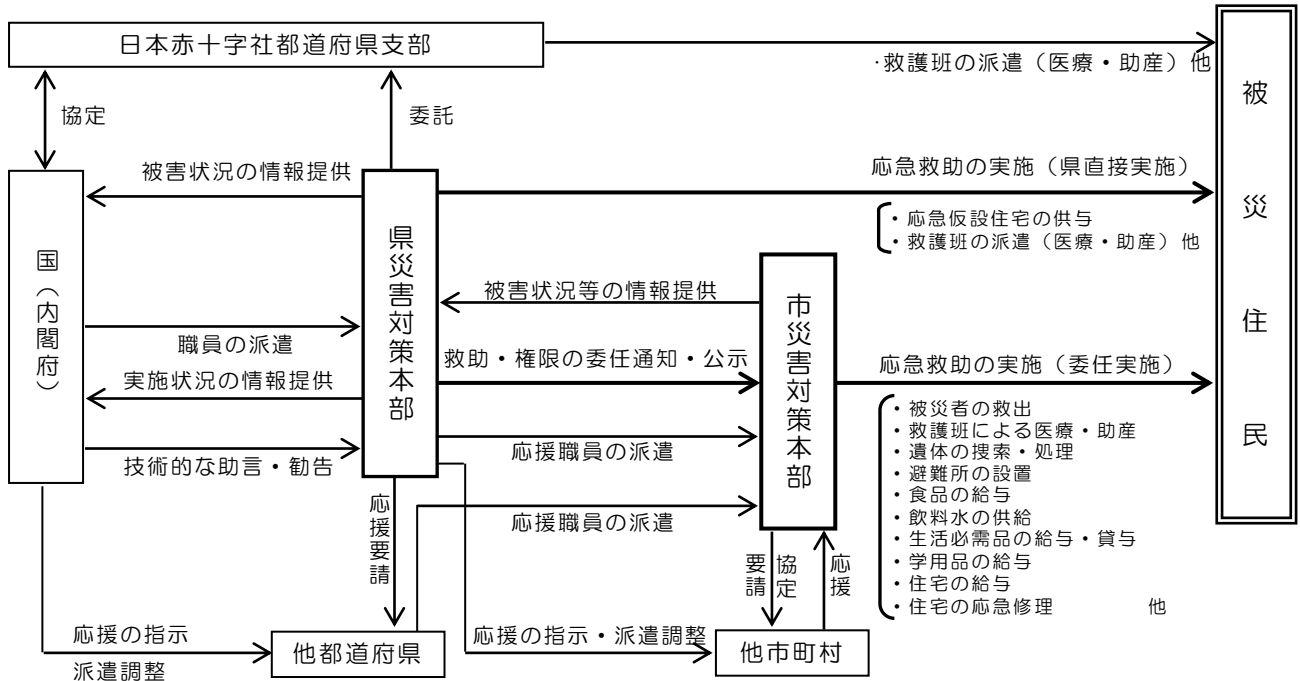 日本赤十字社都道府県支部
・救護班の派遣（医療・助産）他
協定
委託
被害状況の情報提供
応急救助の実施（県直接実施）
・応急仮設住宅の供与
・救護班の派遣（医療・助産）他
国（内閣府）
県災害対策本部
市災害対策本部
被災住民
被害状況等の情報提供
職員の派遣
救助・権限の委任通知・公示
応急救助の実施（委任実施）
実施状況の情報提供
・被災者の救出
・救護班による医療・助産
・遺体の捜索・処理
・避難所の設置
・食品の給与
・飲料水の供給
・生活必需品の給与・貸与
・学用品の給与
・住宅の給与
・住宅の応急修理 他
応援職員の派遣
技術的な助言・勧告
応援要請
応援職員の派遣
要請
協定
応援
応援の指示
派遣調整
他都道府県
応援の指示・派遣調整
他市町村